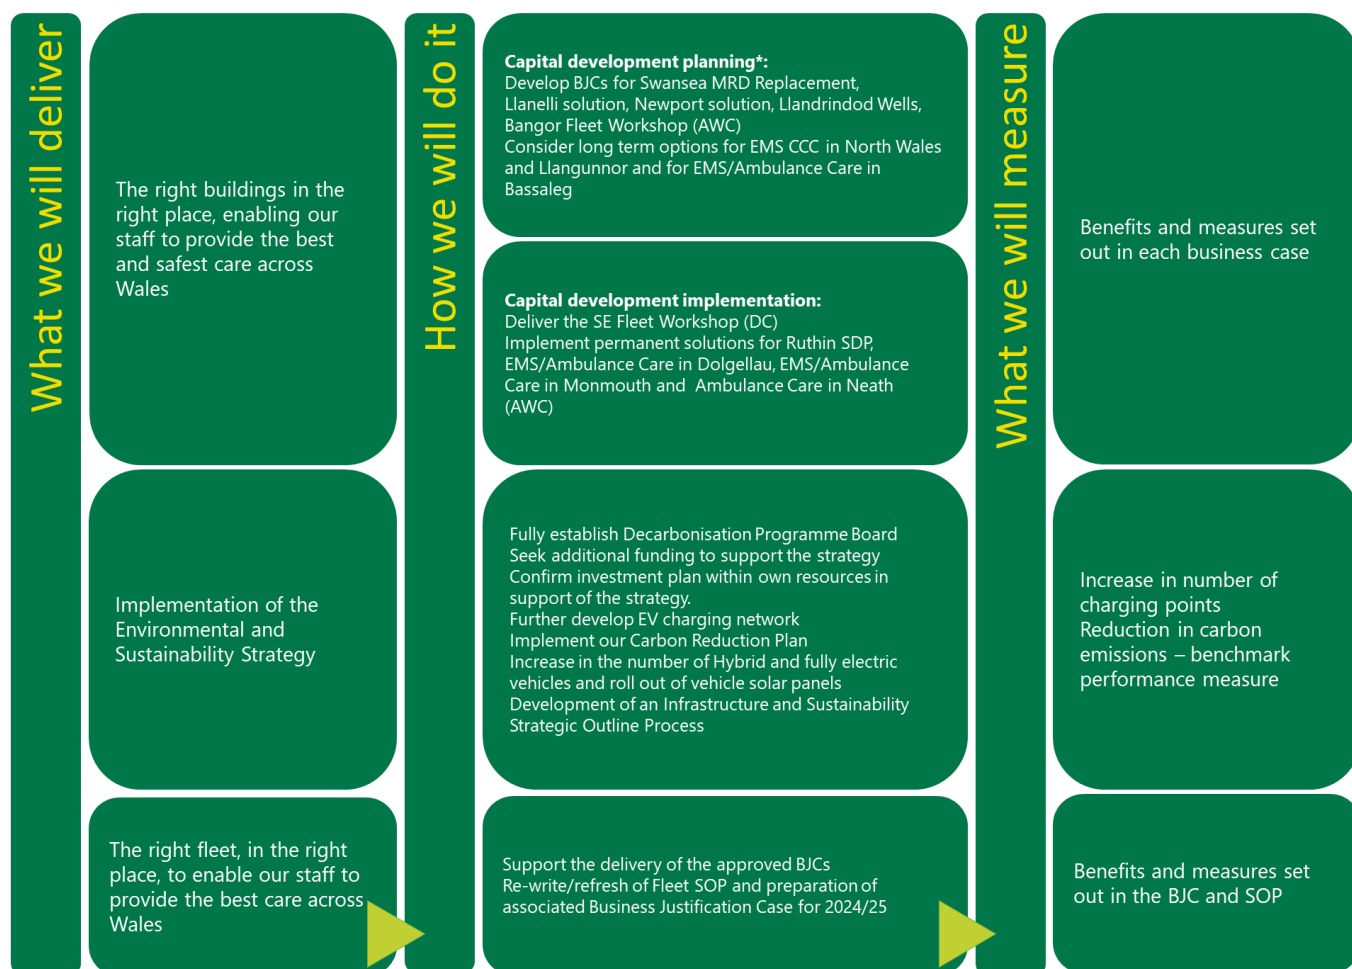 What we will deliver
The right buildings in the
right place, enabling our
staff to provide the best
and safest care across
Wales
Implementation of the
Environmental and
Sustainability Strategy
The right fleet, in the right
place, to enable our staff to
provide the best care across
Wales
How we will do it
Capital development planning*:
Develop BJCs for Swansea MRD Replacement,
Llanelli solution, Newport solution, Llandrindod Wells,
Bangor Fleet Workshop (AWC)
Consider long term options for EMS CCC in North Wales
and Llangunnor and for EMS/Ambulance Care in
Bassaleg
Capital development implementation:
Deliver the SE Fleet Workshop (DC)
Implement permanent solutions for Ruthin SDP,
EMS/Ambulance Care in Dolgellau, EMS/Ambulance
Care in Monmouth and Ambulance Care in Neath
(AWC)
Fully establish Decarbonisation Programme Board
Seek additional funding to support the strategy
Confirm investment plan within own resources in
support of the strategy.
Further develop EV charging network
Implement our Carbon Reduction Plan
Increase in the number of Hybrid and fully electric
vehicles and roll out of vehicle solar panels
Development of an Infrastructure and Sustainability
Strategic Outline Process
Support the delivery of the approved BJCs
Re-write/refresh of Fleet SOP and preparation of
associated Business Justification Case for 2024/25
What we will measure
Benefits and measures set
out in each business case
Increase in number of
charging points
Reduction in carbon
emissions – benchmark
performance measure
Benefits and measures set
out in the BJC and SOP